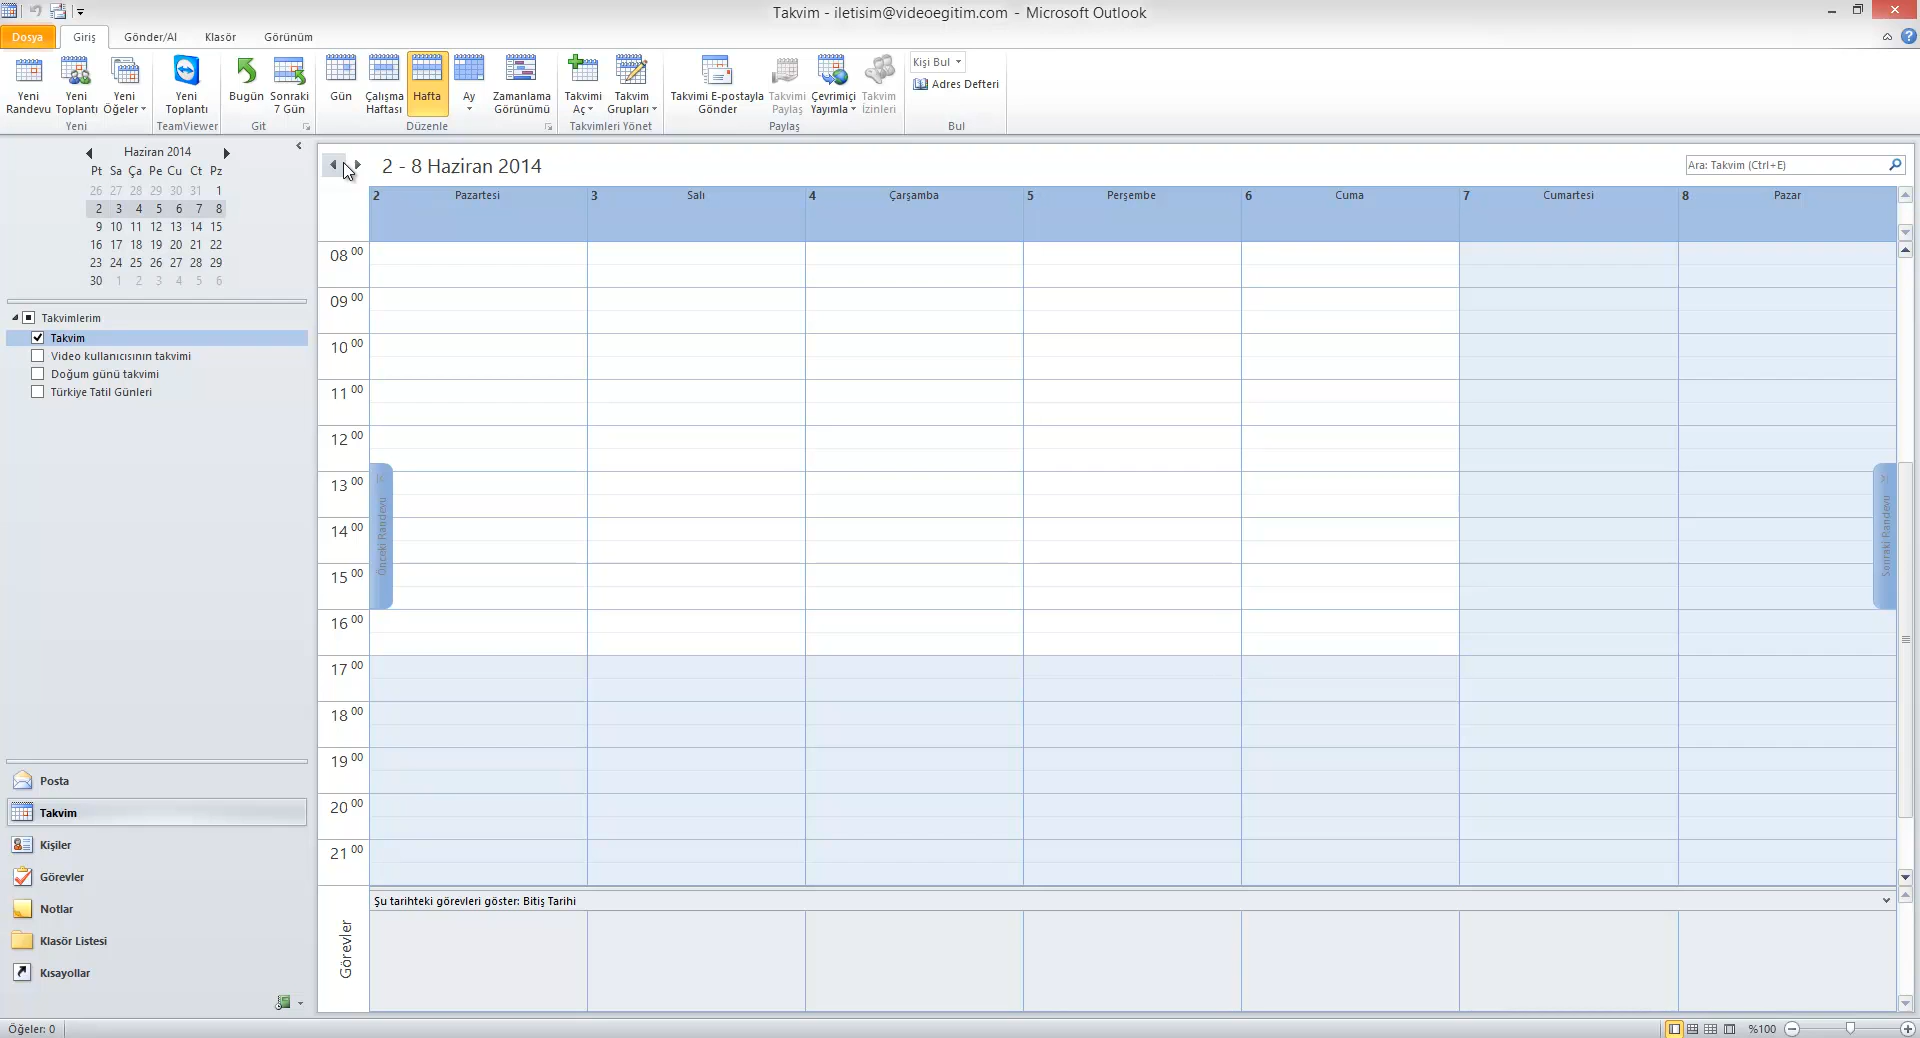 Takvim - iletisim@videoegitim.com - Microsoft Outlook
Dosya Giriş Gönder/Al Klasör Görünüm
Yeni Randevu
Yeni Toplantı
Yeni Öğeler
Yeni
Yeni Toplantı
TeamViewer
Bugün
Sonraki 7 Gün
Git
Gün
Çalışma Haftası
Hafta
Ay
Zamanlama Görünümü
Düzenle
Takvimi Aç
Takvim Grupları
Takvimleri Yönet
Takvimi E-postayla Gönder
Takvimi Paylaş
Çevrimiçi Yayımla
Takvim İzinleri
Paylaş
Kişi Bul
Adres Defteri
Bul
Haziran 2014
Pt Sa Ça Pe Cu Ct Pz
26 27 28 29 30 31 1
2 3 4 5 6 7 8
9 10 11 12 13 14 15
16 17 18 19 20 21 22
23 24 25 26 27 28 29
30 1 2 3 4 5 6
Takvimlerim
Takvim
Video kullanıcısının takvimi
Doğum günü takvimi
Türkiye Tatil Günleri
Posta
Takvim
Kişiler
Görevler
Notlar
Klasör Listesi
Kısayollar
2 - 8 Haziran 2014
Ara: Takvim (Ctrl+E)
2 Pazartesi 3 Salı 4 Çarşamba 5 Perşembe 6 Cuma 7 Cumartesi 8 Pazar
08 00
09 00
10 00
11 00
12 00
13 00
14 00
15 00
16 00
17 00
18 00
19 00
20 00
21 00
Önceki Randevu
Sonraki Randevu
Şu tarihteki görevleri göster: Bitiş Tarihi
Görevler
Öğeler: 0
%100